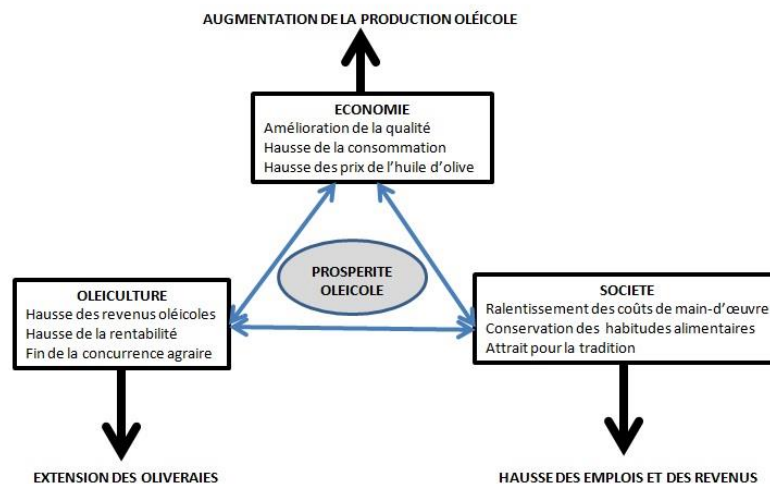 AUGMENTATION DE LA PRODUCTION OLÉICOLE
ECONOMIE
Amélioration de la qualité
Hausse de la consommation
Hausse des prix de l'huile d'olive
PROSPERITE
OLEICOLE
OLEICULTURE
Hausse des revenus oléicoles
Hausse de la rentabilité
Fin de la concurrence agraire
SOCIETE
Ralentissement des coûts de main-d'œuvre
Conservation des habitudes alimentaires
Attrait pour la tradition
EXTENSION DES OLIVERAIES
HAUSSE DES EMPLOIS ET DES REVENUS